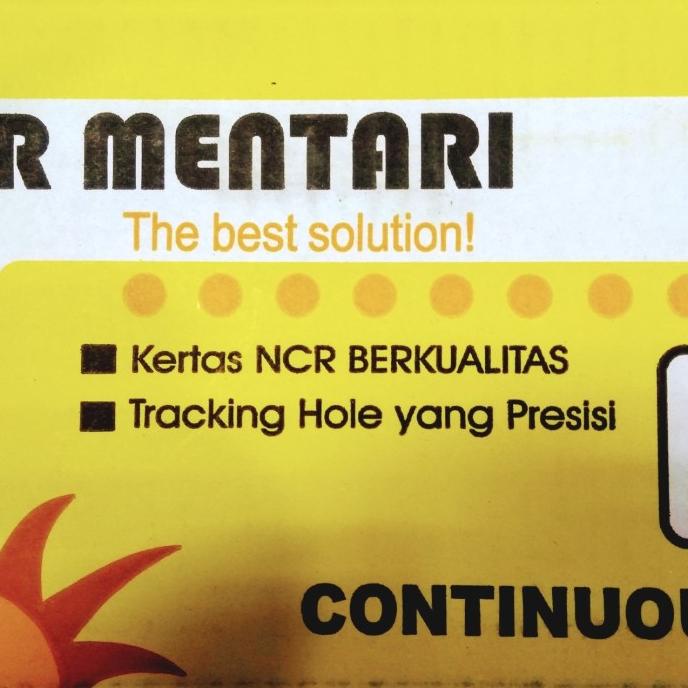 R MENTARI
The best solution!
Kertas NCR BERKUALITAS
Tracking Hole yang Presisi
CONTINUOU